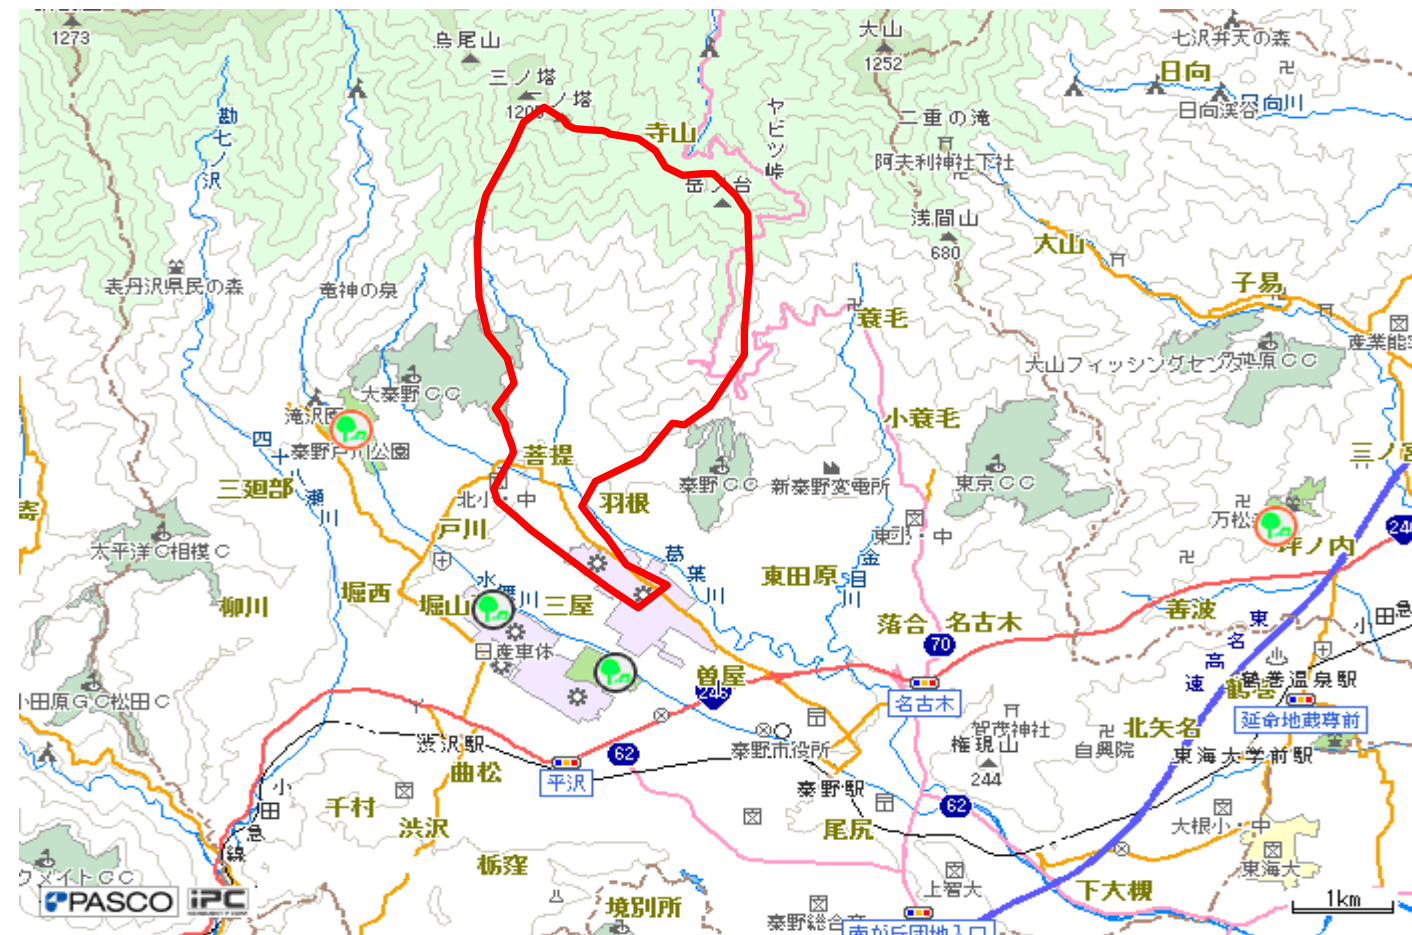 1273
烏尾山
大山
1252
七沢弁天の森
日向
日向川
日向渓谷
三ノ塔
二ノ塔
勘七ノ沢
寺山
ヤビツ峠
二重の滝
阿夫利神社下社
岳ノ台
浅間山
680
大山
子易
表丹沢県民の森
竜神の泉
蓑毛
大山フィッシングセンター
大秦野CC
滝沢園
秦野戸川公園
小蓑毛
三ノ宮
四十八瀬川
菩提
三廻部
北小・中
羽根
秦野CC
新秦野変電所
東京CC
寄
戸川
万松寺
246
坪ノ内
太平洋C相模C
葛葉川
東小・中
金目川
東田原
水無川
堀西
堀山
三屋
柳川
落合
名古木
善波
東名高速
小田急
70
日産車体
曽屋
246
名古木
鶴巻
鶴巻温泉駅
延命地蔵尊前
小田原GC松田C
渋沢駅
62
秦野市役所
賀茂神社
権現山
244
自興院
北矢名
東海大学前駅
平沢
曲松
秦野駅
62
小田急線
千村
渋沢
尾尻
大根小・中
栃窪
東海大
上智大
下大槻
PASCO
iPC
境別所
1km
南が丘団地入口